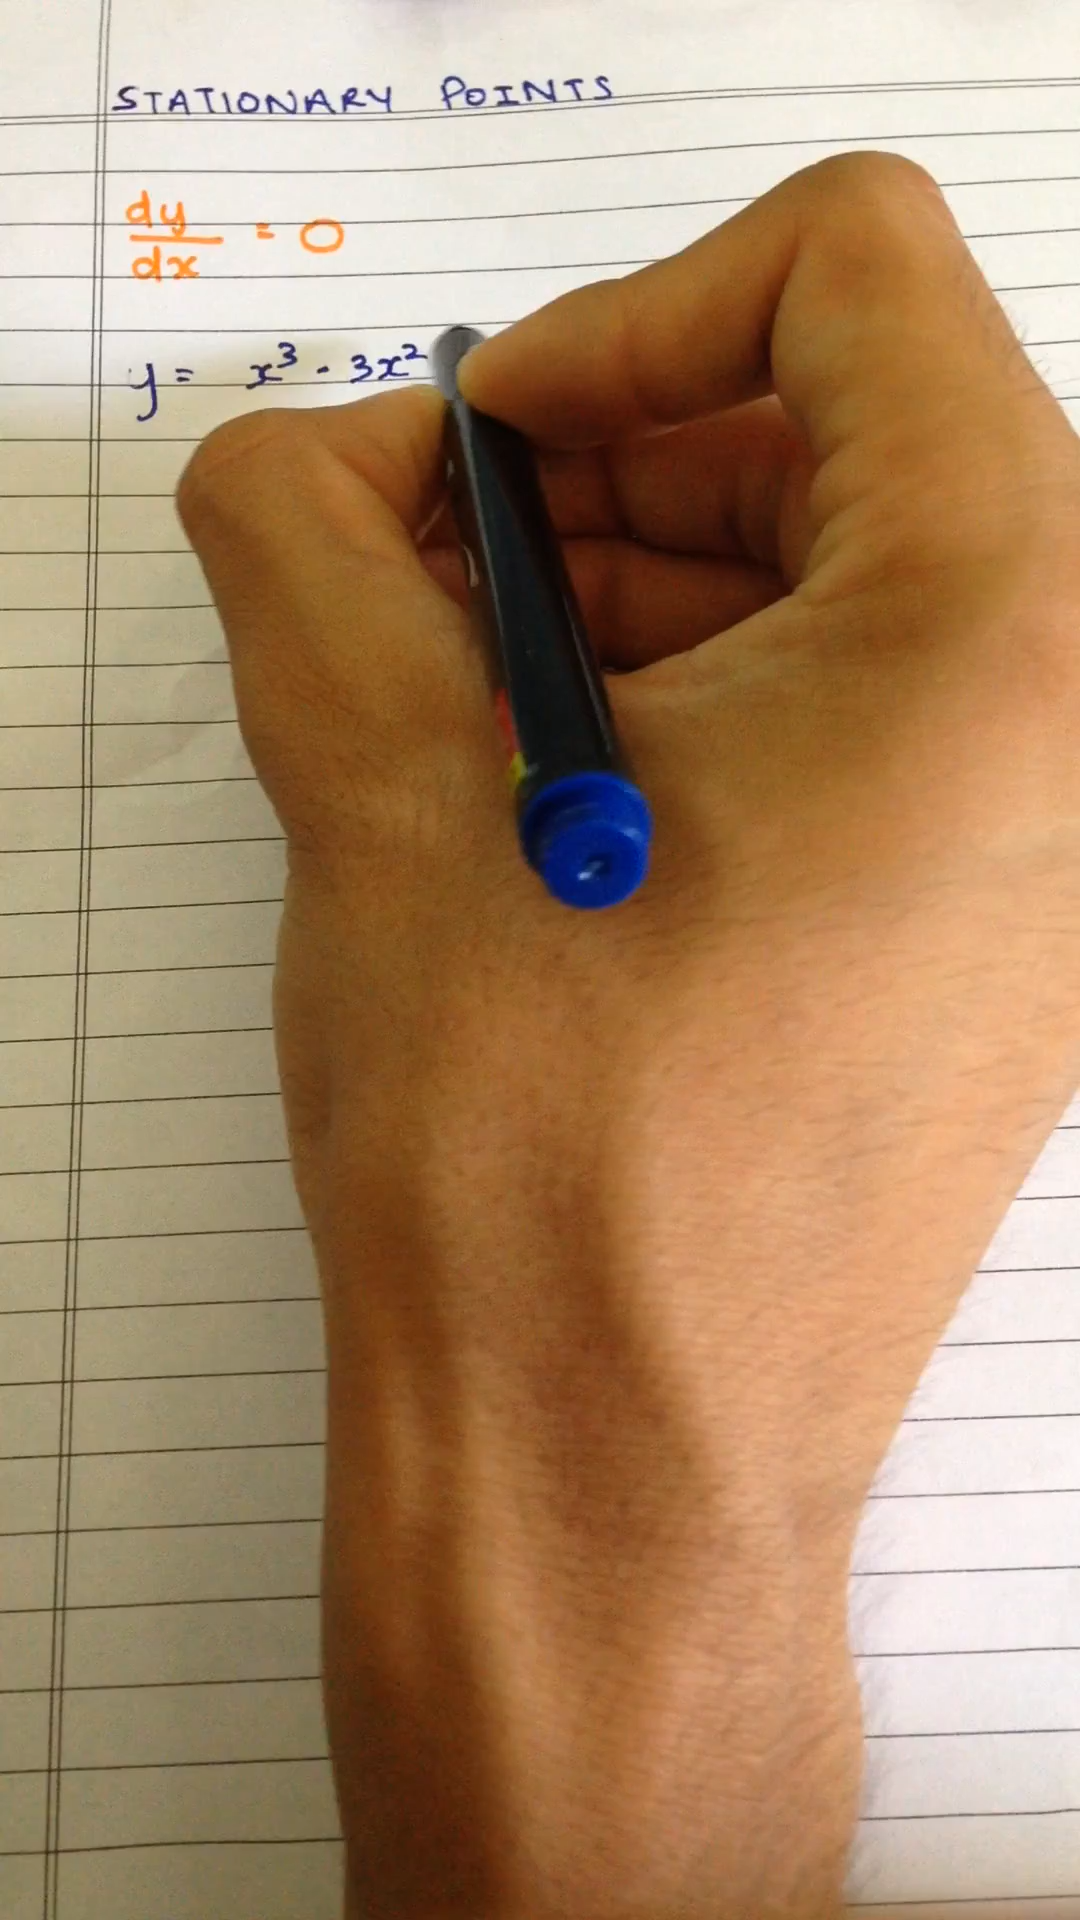 STATIONARY POINTS
dy/dx = 0
y = x³ - 3x²